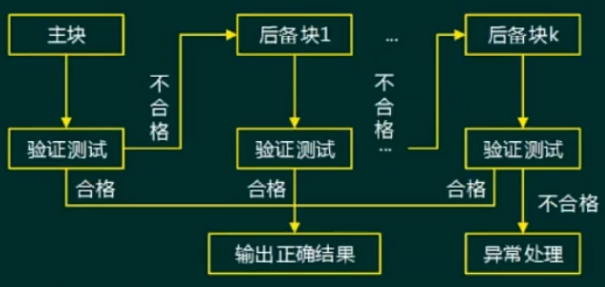 主块
后备块1
...
后备块k
不合格
不合格
...
验证测试
验证测试
验证测试
合格
合格
合格
不合格
输出正确结果
异常处理